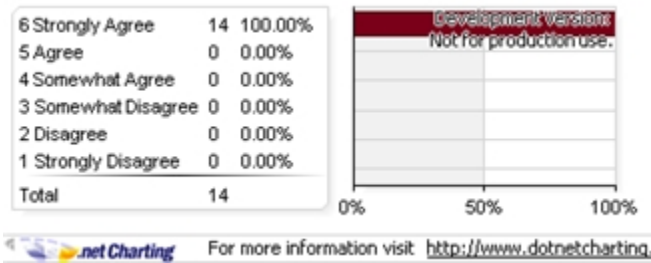 6 Strongly Agree 14 100.00%
5 Agree 0 0.00%
4 Somewhat Agree 0 0.00%
3 Somewhat Disagree 0 0.00%
2 Disagree 0 0.00%
1 Strongly Disagree 0 0.00%
Total 14
Development Version:
Not for production use.
0% 50% 100%
.net Charting For more information visit http://www.dotnetcharting.